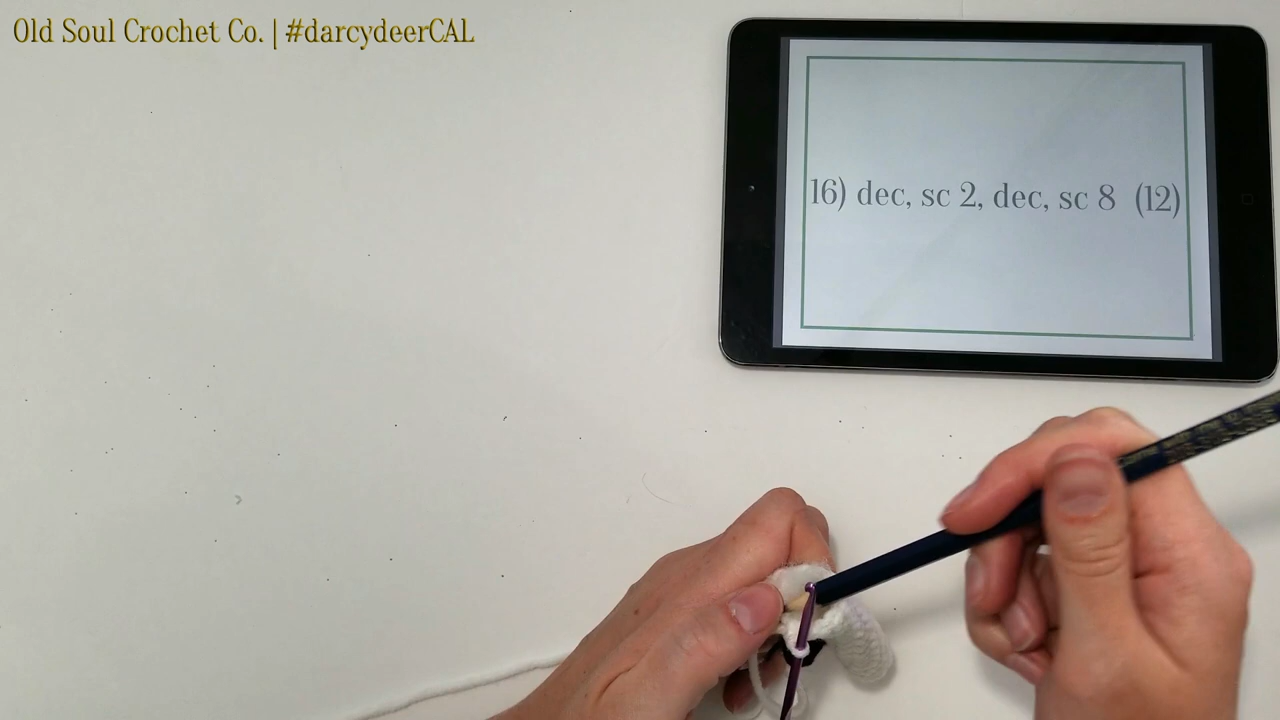 Old Soul Crochet Co. | #darcydeerCAL
16) dec, sc 2, dec, sc 8 (12)